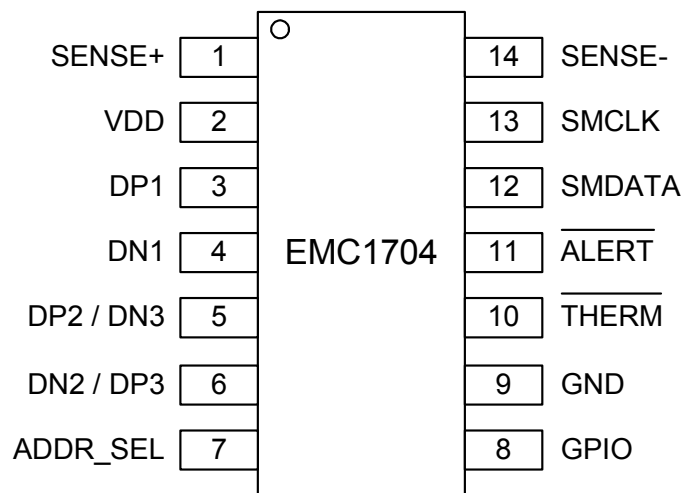 SENSE+ 1 14 SENSE-
VDD 2 13 SMCLK
DP1 3 12 SMDATA
DN1 4 EMC1704 11 ALERT
DP2 / DN3 5 10 THERM
DN2 / DP3 6 9 GND
ADDR_SEL 7 8 GPIO